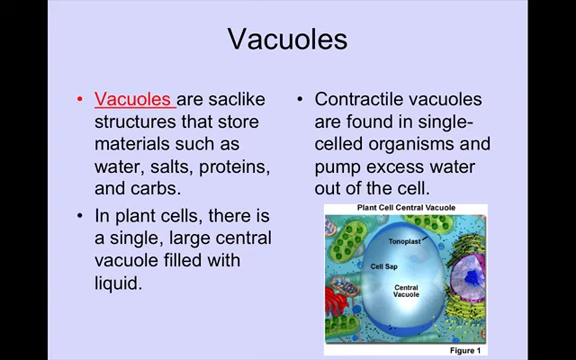 Vacuoles
• Vacuoles are saclike
structures that store
materials such as
water, salts, proteins,
and carbs.
• In plant cells, there is
a single, large central
vacuole filled with
liquid.
• Contractile vacuoles
are found in single-
celled organisms and
pump excess water
out of the cell.
Plant Cell Central Vacuole
Tonoplast
Cell Sap
Central
Vacuole
Figure 1